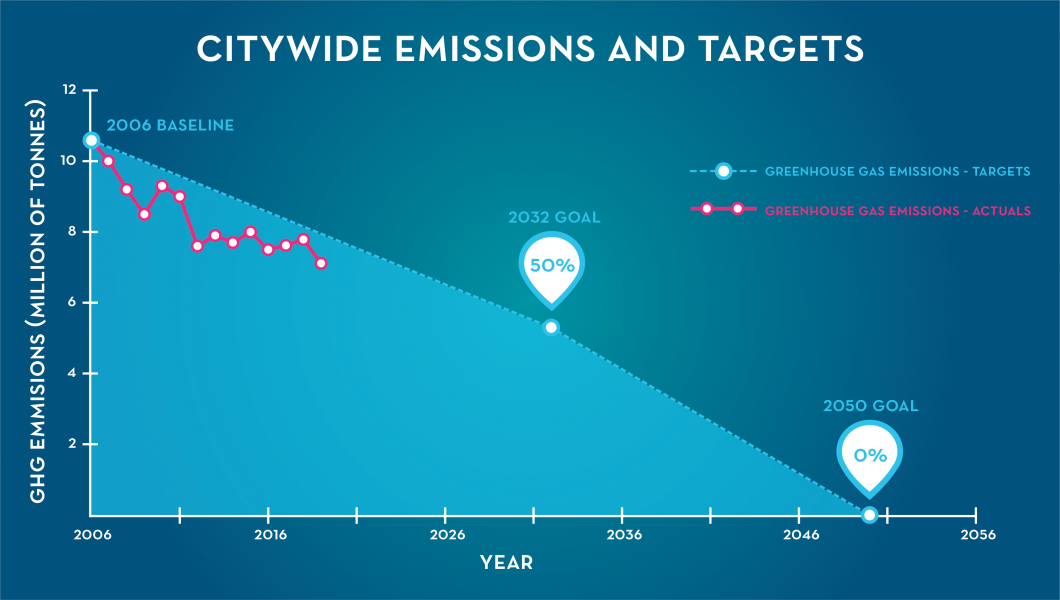 CITYWIDE EMISSIONS AND TARGETS
GHG EMMISIONS (MILLION OF TONNES)
12
10
8
6
4
2
2006 BASELINE
GREENHOUSE GAS EMISSIONS - TARGETS
GREENHOUSE GAS EMISSIONS - ACTUALS
2032 GOAL
50%
2050 GOAL
0%
2006
2016
2026
2036
2046
2056
YEAR